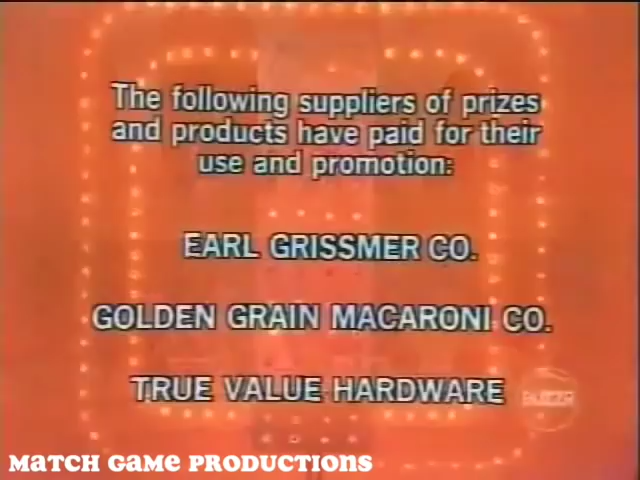 The following suppliers of prizes
and products have paid for their
use and promotion:
EARL GRISSMER CO.
GOLDEN GRAIN MACARONI CO.
TRUE VALUE HARDWARE
BUZZR
MATCH GAME PRODUCTIONS